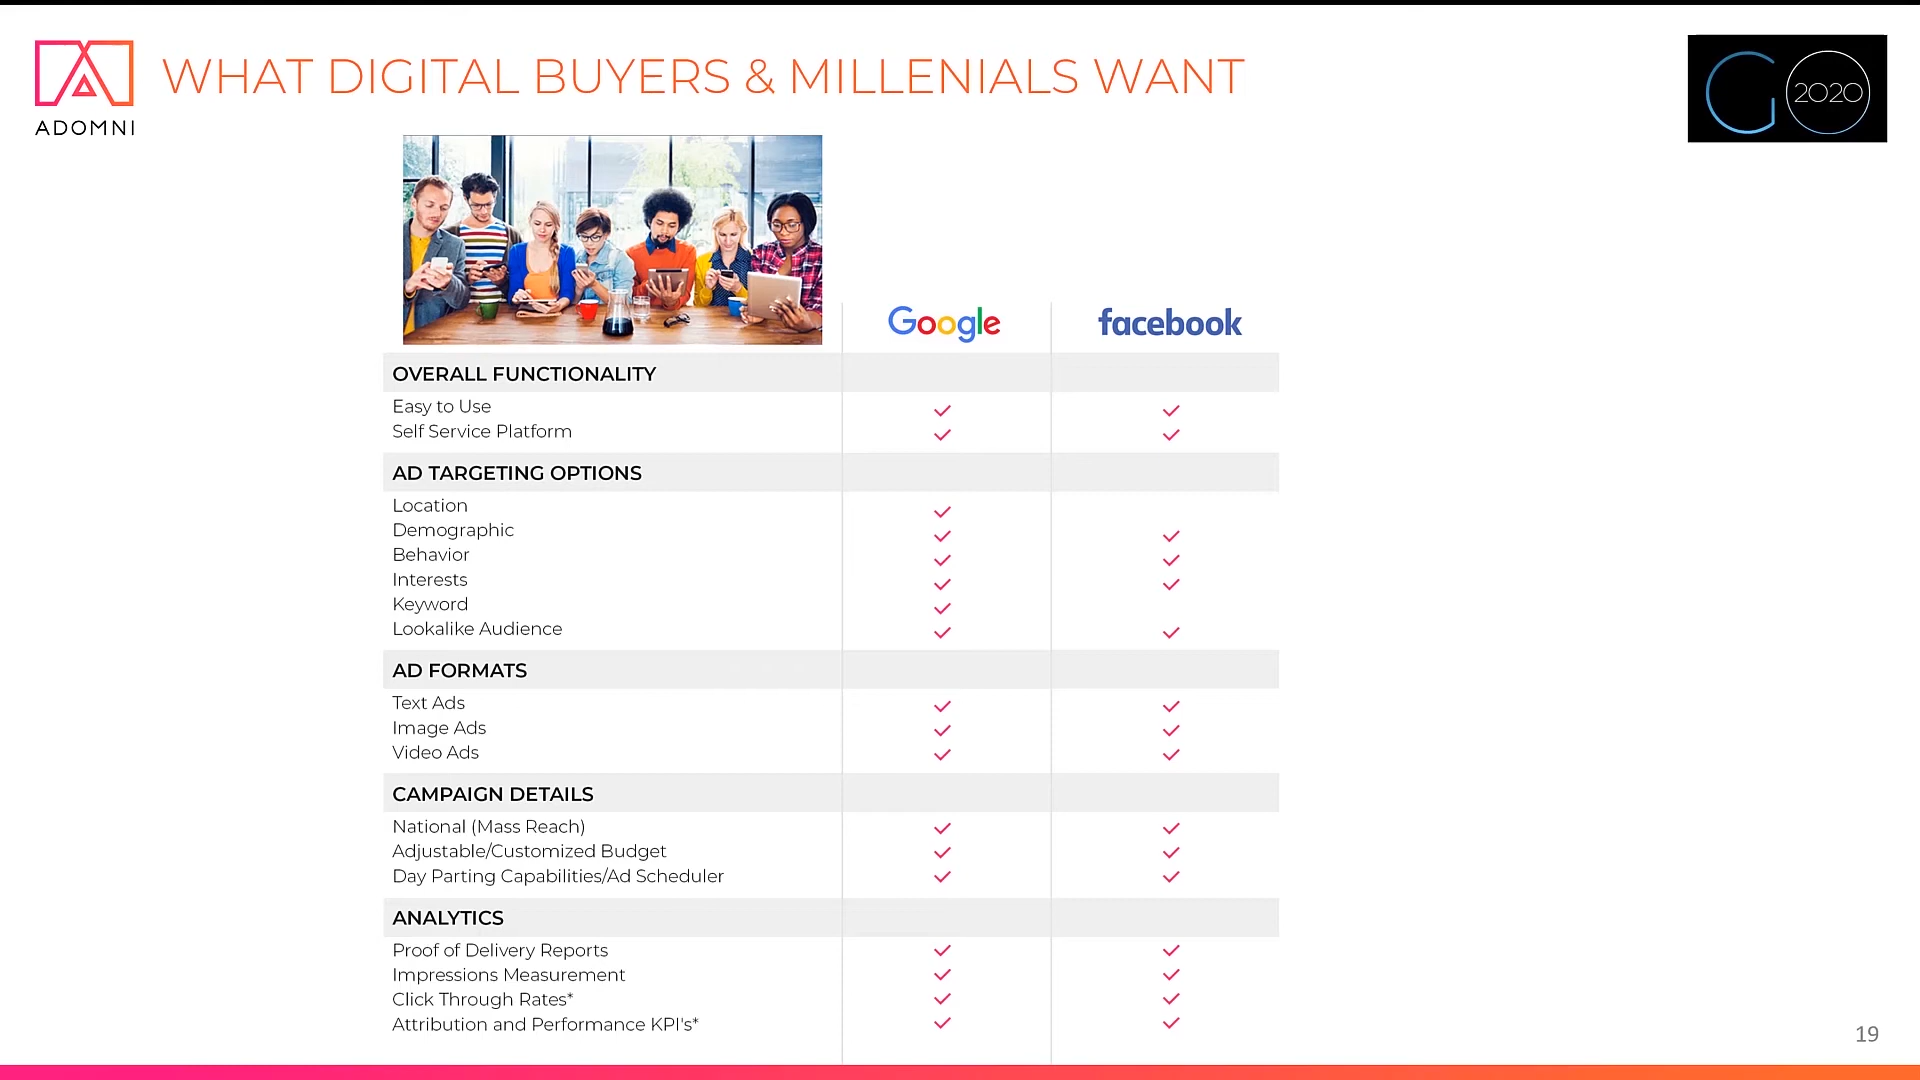 ADOMNI
WHAT DIGITAL BUYERS & MILLENIALS WANT
GO 2020
Google
facebook
OVERALL FUNCTIONALITY
Easy to Use
Self Service Platform
AD TARGETING OPTIONS
Location
Demographic
Behavior
Interests
Keyword
Lookalike Audience
AD FORMATS
Text Ads
Image Ads
Video Ads
CAMPAIGN DETAILS
National (Mass Reach)
Adjustable/Customized Budget
Day Parting Capabilities/Ad Scheduler
ANALYTICS
Proof of Delivery Reports
Impressions Measurement
Click Through Rates*
Attribution and Performance KPI's*
19